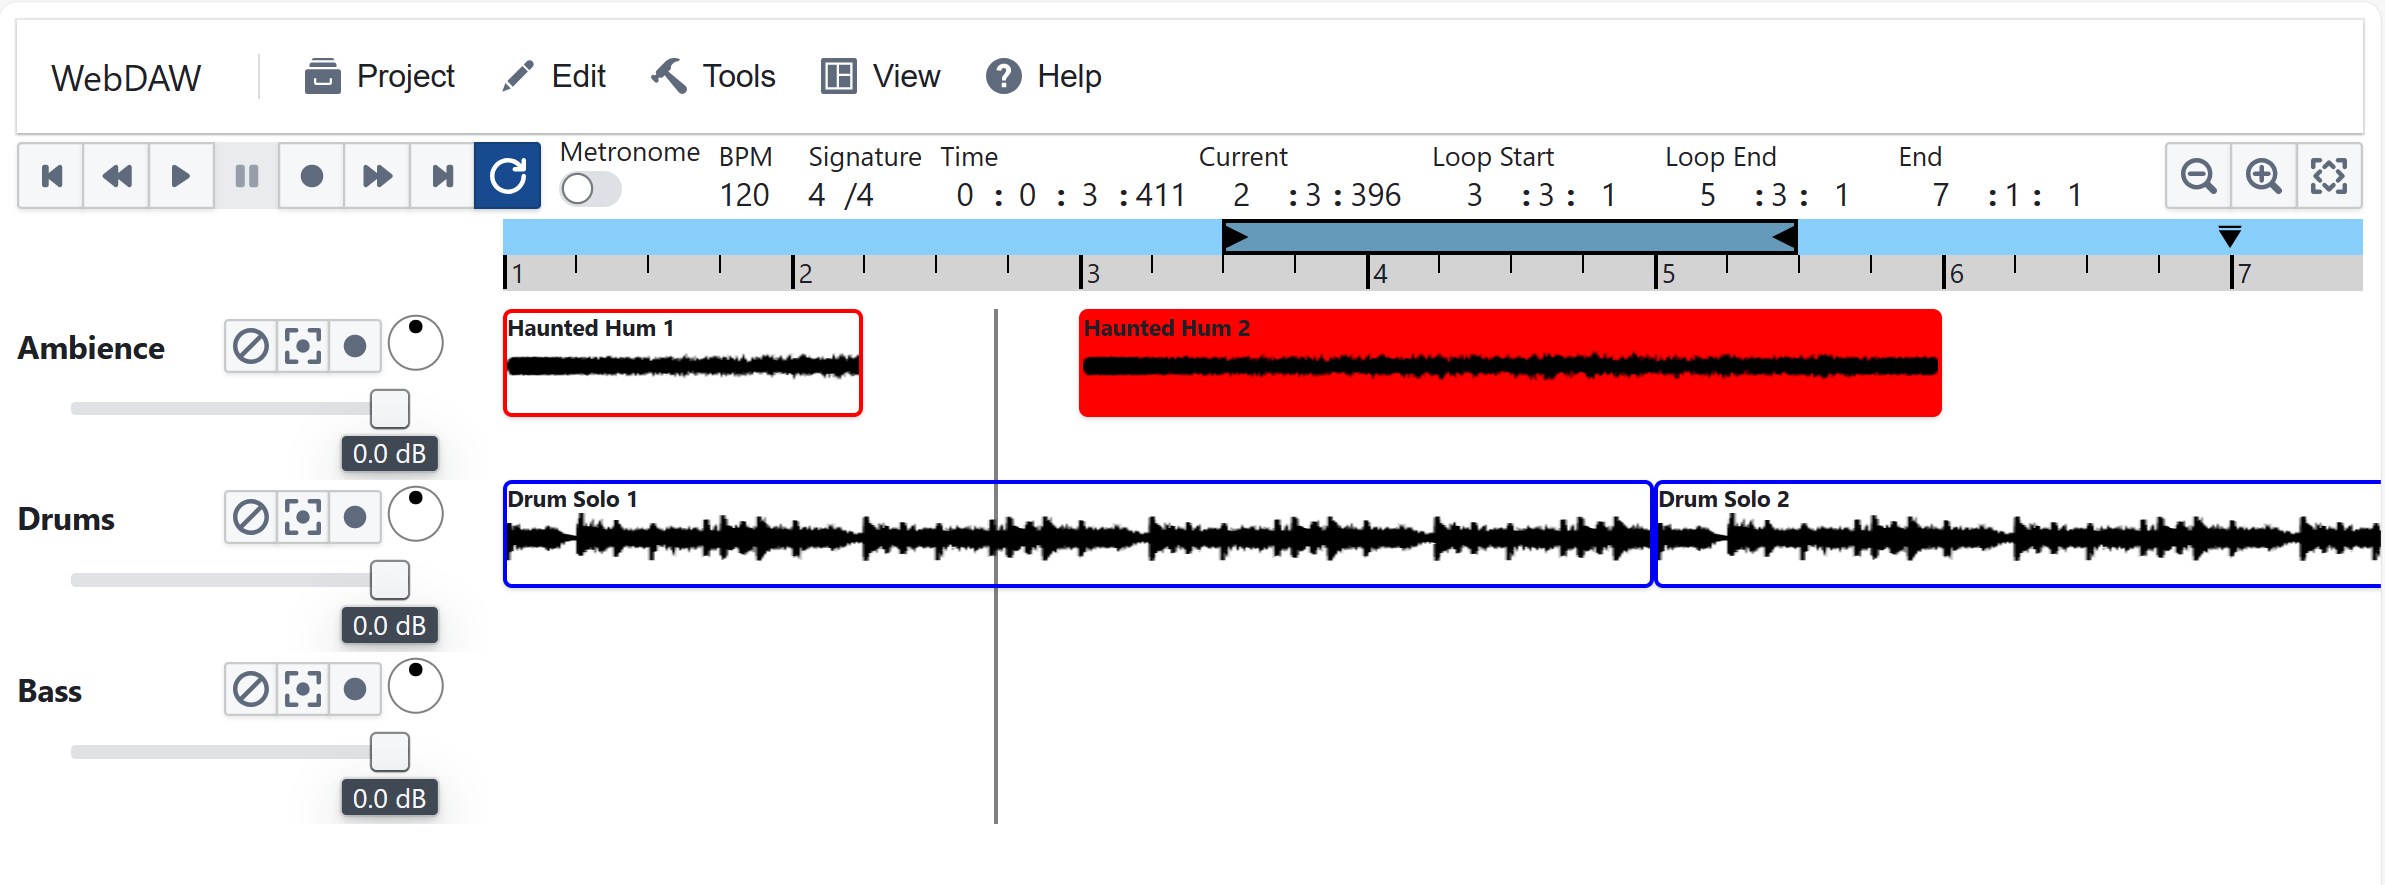 WebDAW Project Edit Tools View Help
Metronome BPM Signature Time Current Loop Start Loop End End
120 4 /4 0 : 0 : 3 :411 2 :3:396 3 :3: 1 5 :3: 1 7 :1: 1
1 2 3 4 5 6 7
Ambience
Haunted Hum 1 Haunted Hum 2
0.0 dB
Drums
Drum Solo 1 Drum Solo 2
0.0 dB
Bass
0.0 dB